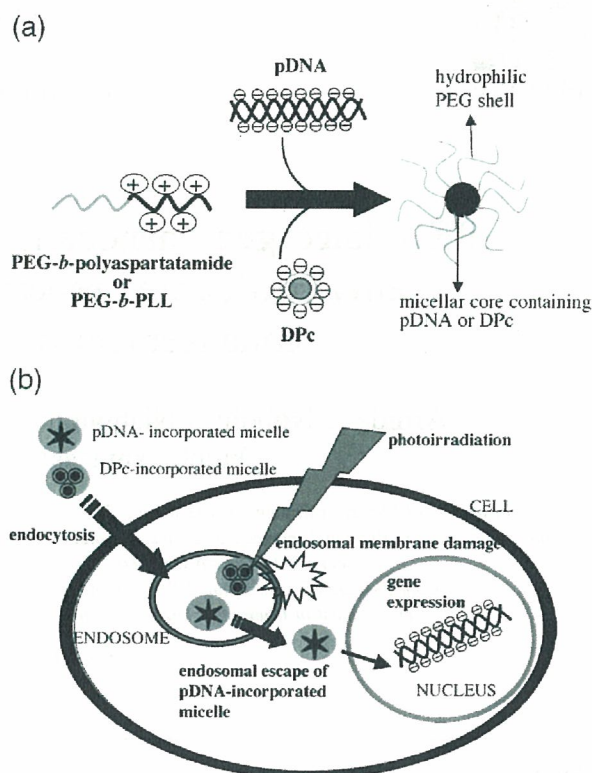 (a)
pDNA
hydrophilic
PEG shell
PEG-b-polyaspartatamide
or
PEG-b-PLL
DPc
micellar core containing
pDNA or DPc
(b)
pDNA- incorporated micelle
DPc-incorporated micelle
photoirradiation
endocytosis
CELL
endosomal membrane damage
gene
expression
ENDOSOME
endosomal escape of
pDNA-incorporated
micelle
NUCLEUS